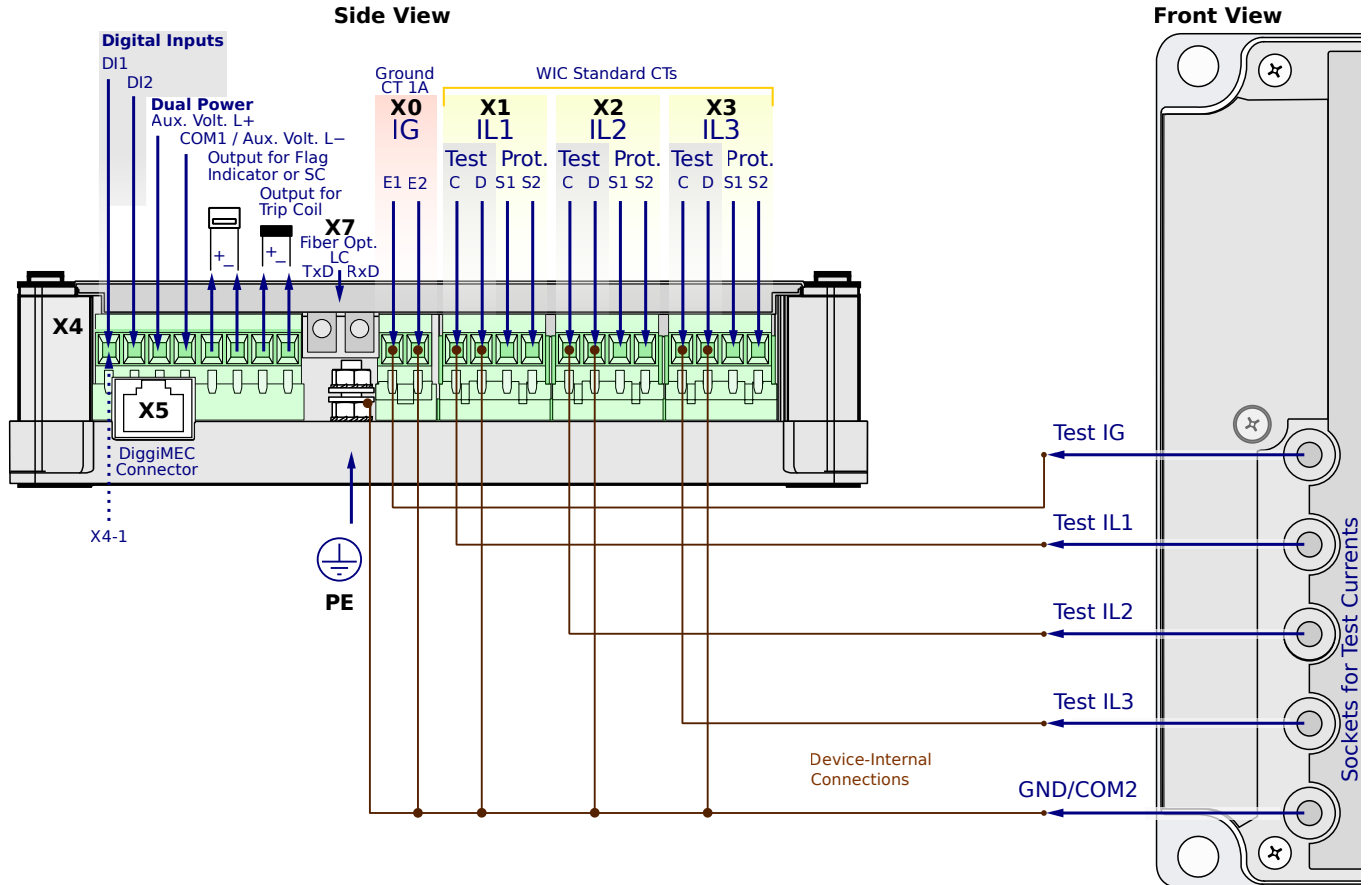 Side View
Front View
Digital Inputs
DI1
DI2
Dual Power
Aux. Volt. L+
COM1 / Aux. Volt. L−
Output for Flag
Indicator or SC
Output for
Trip Coil
+
−
+
−
X7
Fiber Opt.
LC
TxD RxD
Ground
CT 1A
X0
IG
E1 E2
WIC Standard CTs
X1
IL1
Test Prot.
C D S1 S2
X2
IL2
Test Prot.
C D S1 S2
X3
IL3
Test Prot.
C D S1 S2
X4
X5
DiggiMEC
Connector
X4-1
PE
Test IG
Test IL1
Test IL2
Test IL3
GND/COM2
Device-Internal
Connections
Sockets for Test Currents